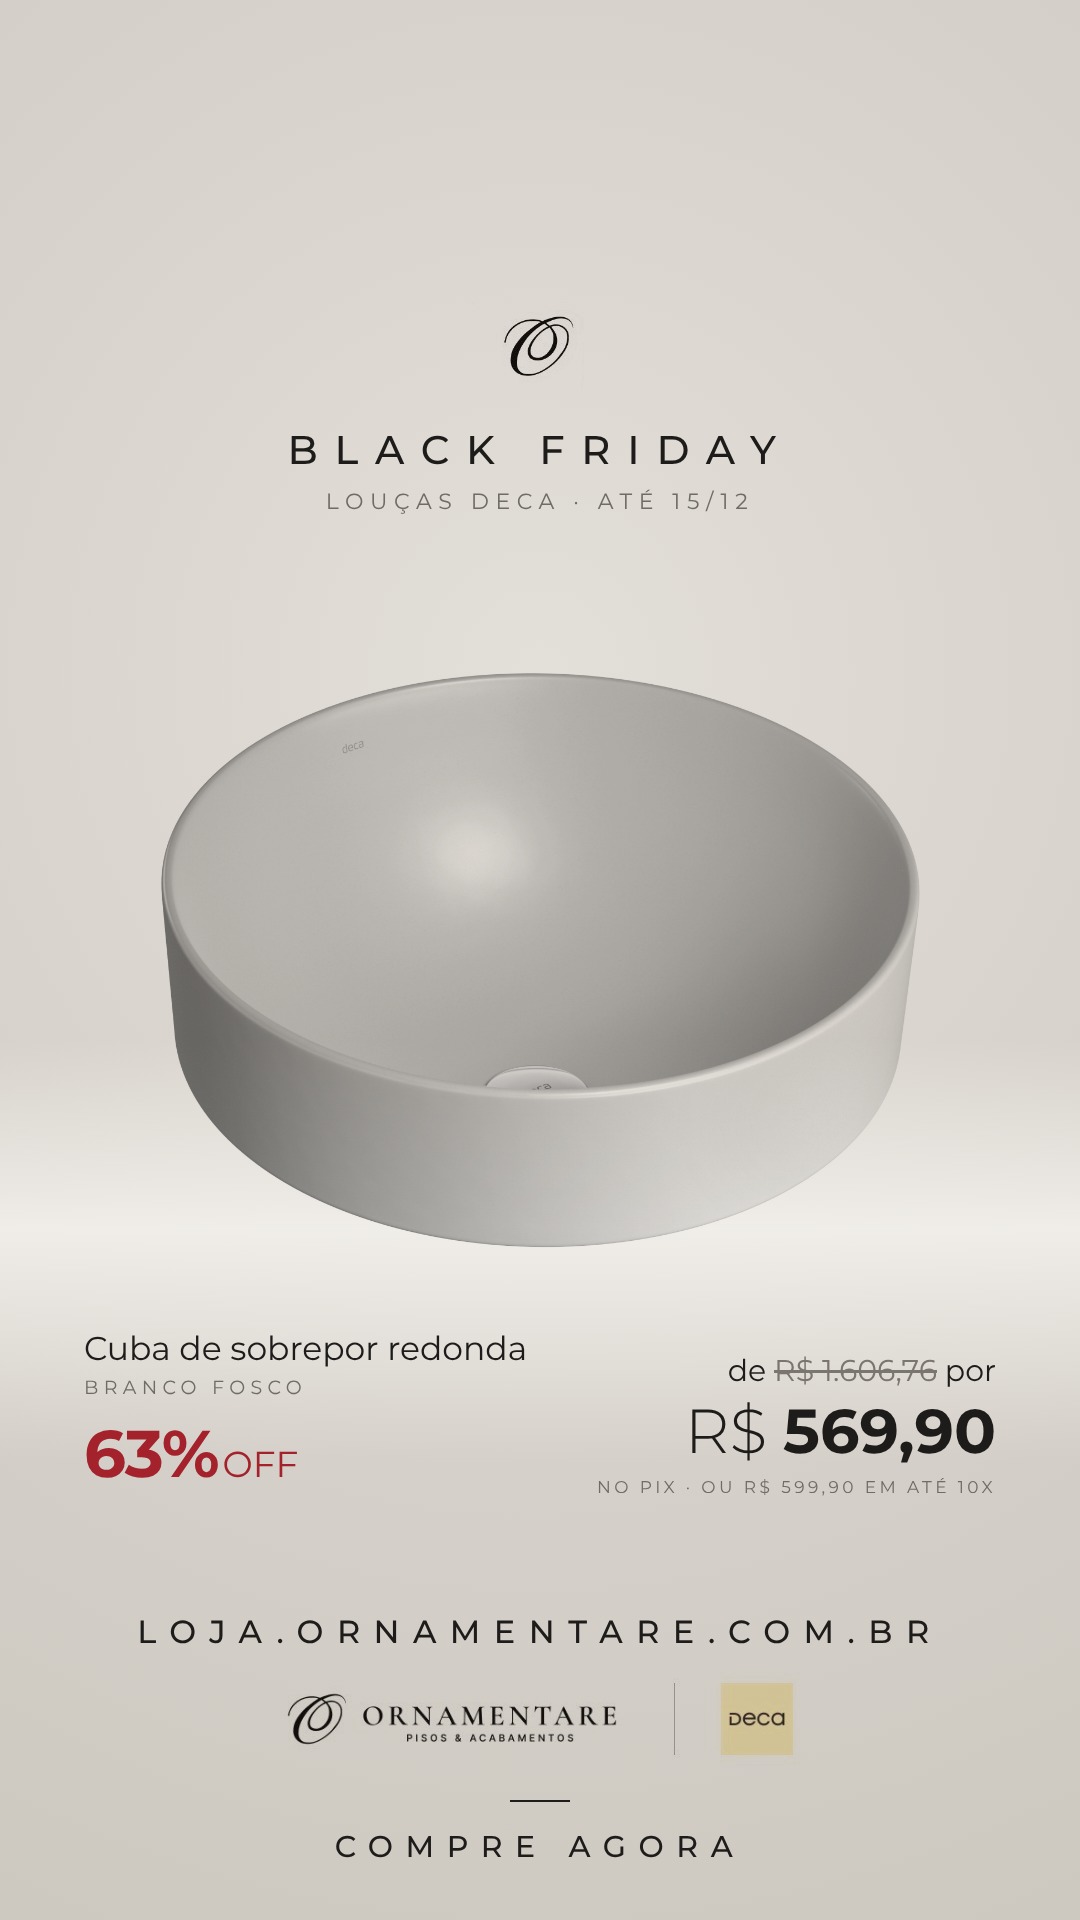 O
BLACK FRIDAY
LOUÇAS DECA · ATÉ 15/12
deca
Cuba de sobrepor redonda
BRANCO FOSCO
63% OFF
de R$ 1.606,76 por
R$ 569,90
NO PIX · OU R$ 599,90 EM ATÉ 10X
LOJA.ORNAMENTARE.COM.BR
O ORNAMENTARE
PISOS & ACABAMENTOS
Deca
COMPRE AGORA